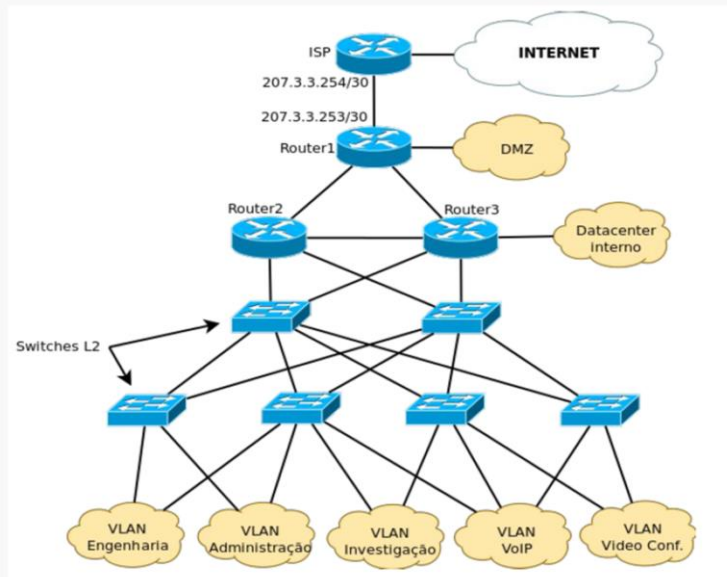 ISP
INTERNET
207.3.3.254/30
207.3.3.253/30
Router1
DMZ
Router2
Router3
Datacenter
interno
Switches L2
VLAN
Engenharia
VLAN
Administração
VLAN
Investigação
VLAN
VoIP
VLAN
Video Conf.